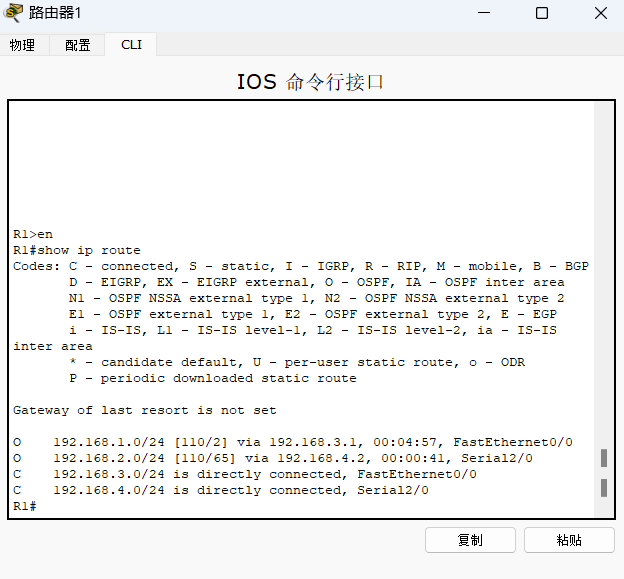 路由器1
物理 配置 CLI
IOS 命令行接口
R1>en
R1#show ip route
Codes: C - connected, S - static, I - IGRP, R - RIP, M - mobile, B - BGP
D - EIGRP, EX - EIGRP external, O - OSPF, IA - OSPF inter area
N1 - OSPF NSSA external type 1, N2 - OSPF NSSA external type 2
E1 - OSPF external type 1, E2 - OSPF external type 2, E - EGP
i - IS-IS, L1 - IS-IS level-1, L2 - IS-IS level-2, ia - IS-IS
inter area
* - candidate default, U - per-user static route, o - ODR
P - periodic downloaded static route
Gateway of last resort is not set
O 192.168.1.0/24 [110/2] via 192.168.3.1, 00:04:57, FastEthernet0/0
O 192.168.2.0/24 [110/65] via 192.168.4.2, 00:00:41, Serial2/0
C 192.168.3.0/24 is directly connected, FastEthernet0/0
C 192.168.4.0/24 is directly connected, Serial2/0
R1#
复制 粘贴